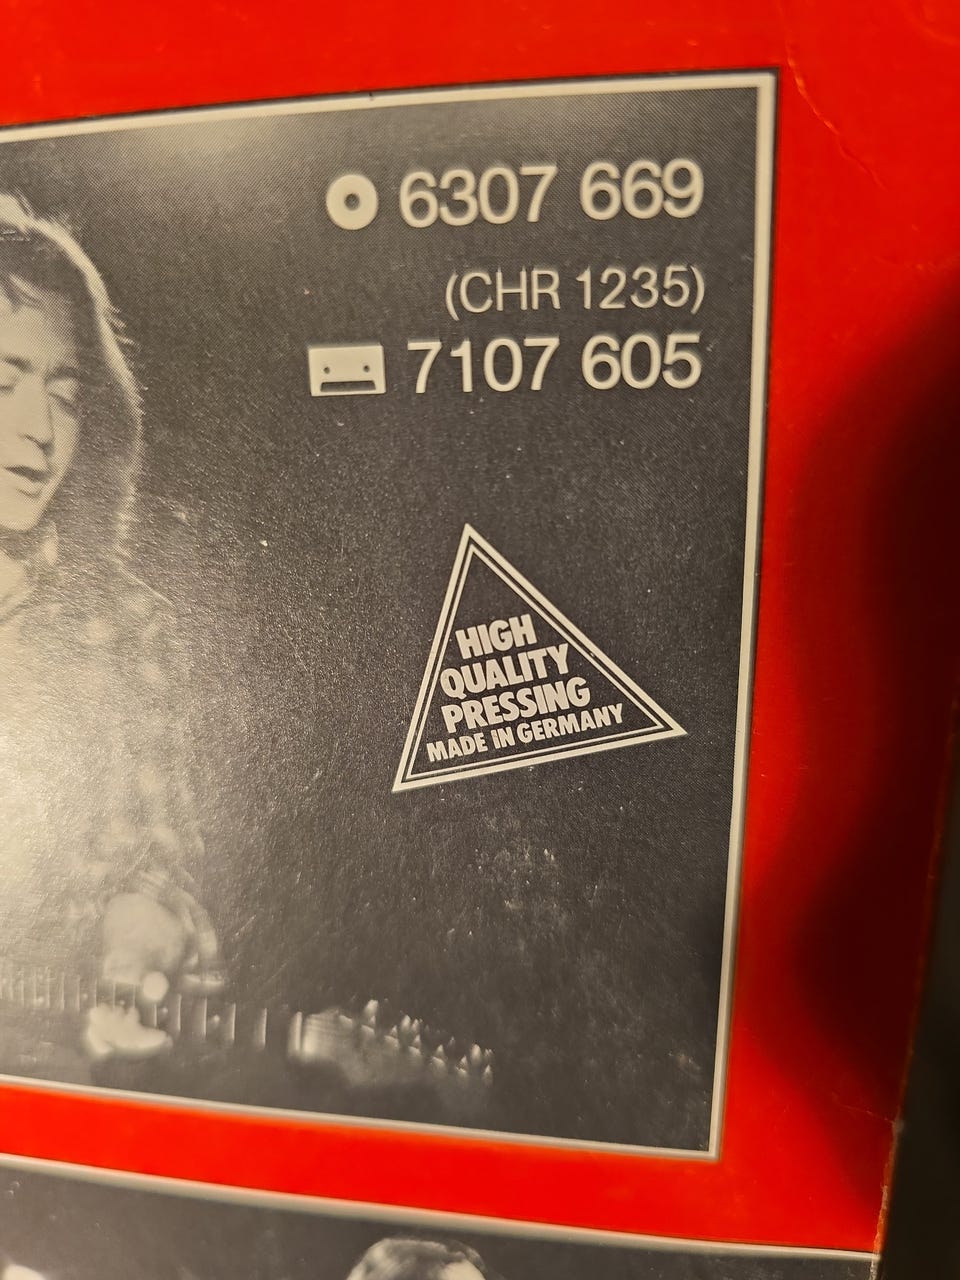 6307 669
(CHR 1235)
7107 605
HIGH
QUALITY
PRESSING
MADE IN GERMANY